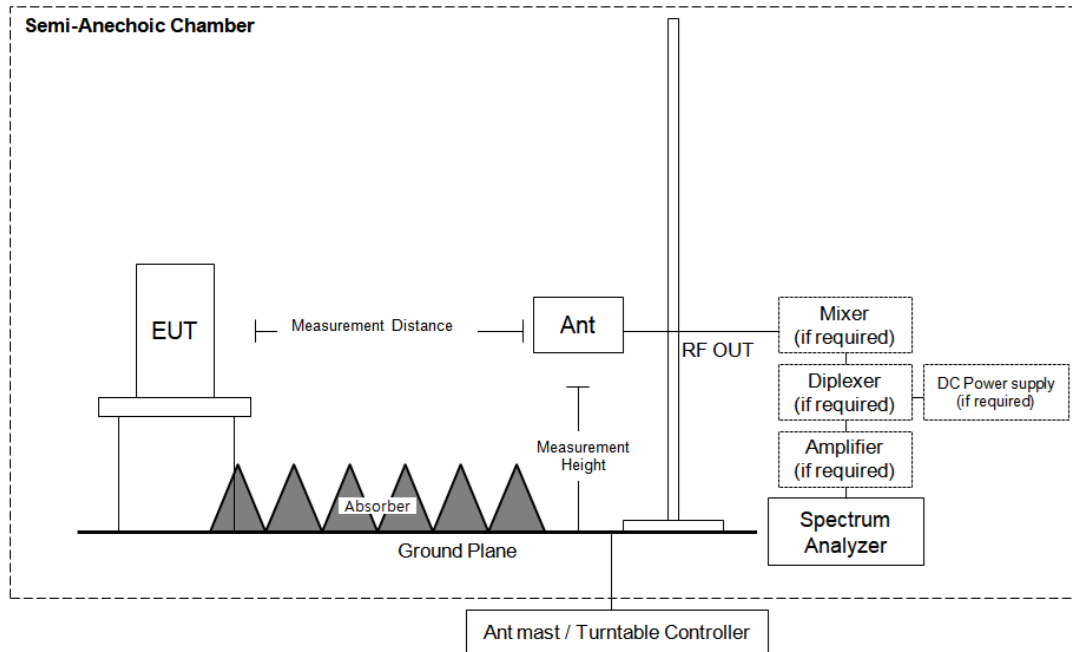 Semi-Anechoic Chamber
EUT
Measurement Distance
Ant
RF OUT
Mixer
(if required)
Diplexer
(if required)
DC Power supply
(if required)
Measurement
Height
Amplifier
(if required)
Absorber
Spectrum
Analyzer
Ground Plane
Ant mast / Turntable Controller